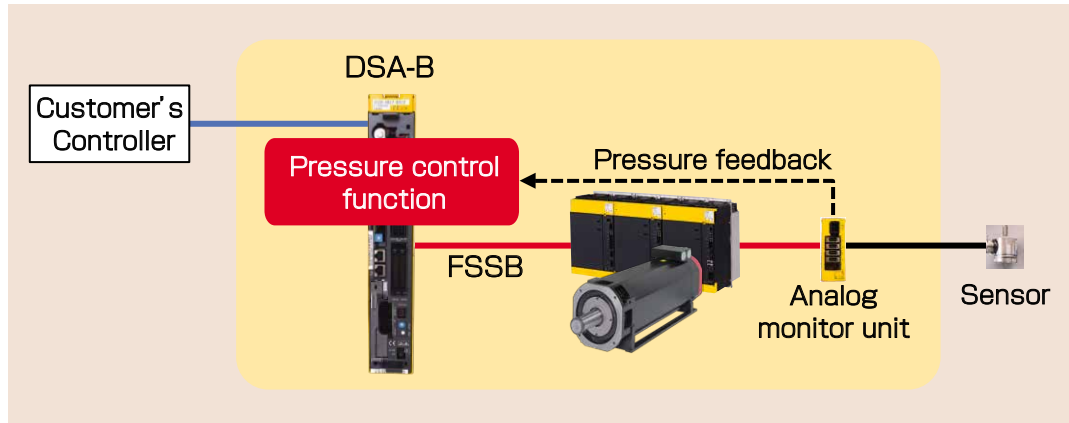 DSA-B
Customer's
Controller
Pressure control
function
Pressure feedback
FSSB
Analog
monitor unit
Sensor